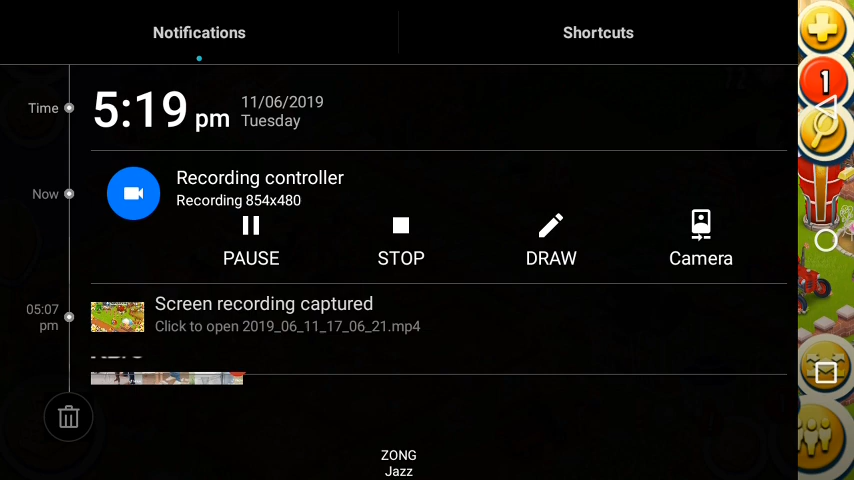 Notifications
Shortcuts
Time
5:19 pm
11/06/2019
Tuesday
Now
Recording controller
Recording 854x480
PAUSE
STOP
DRAW
Camera
05:07
pm
Screen recording captured
Click to open 2019_06_11_17_06_21.mp4
ZONG
Jazz
1